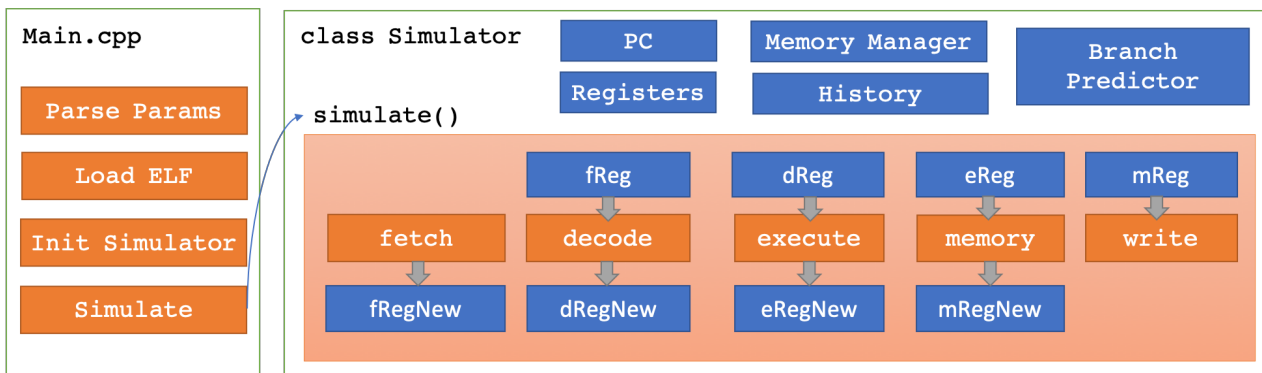 Main.cpp
Parse Params
Load ELF
Init Simulator
Simulate
class Simulator
PC
Memory Manager
Branch
Predictor
Registers
History
simulate()
fReg
dReg
eReg
mReg
fetch
decode
execute
memory
write
fRegNew
dRegNew
eRegNew
mRegNew